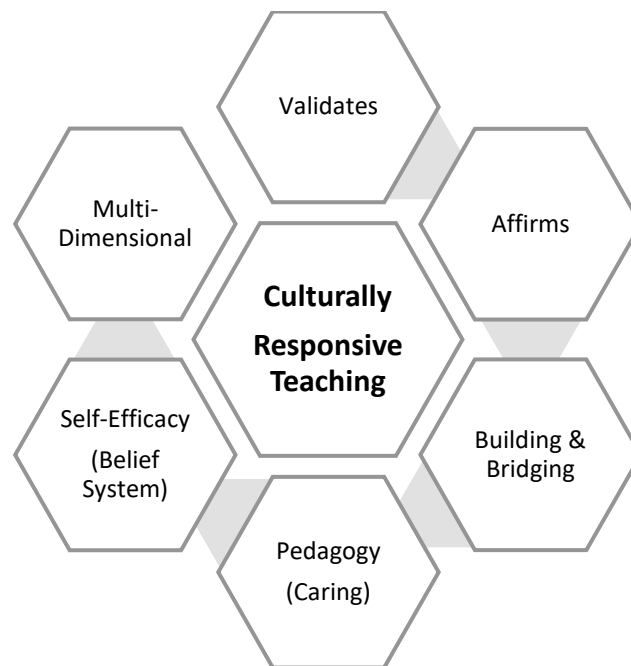 Validates
Affirms
Building &
Bridging
Pedagogy
(Caring)
Self-Efficacy
(Belief
System)
Multi-
Dimensional
Culturally
Responsive
Teaching